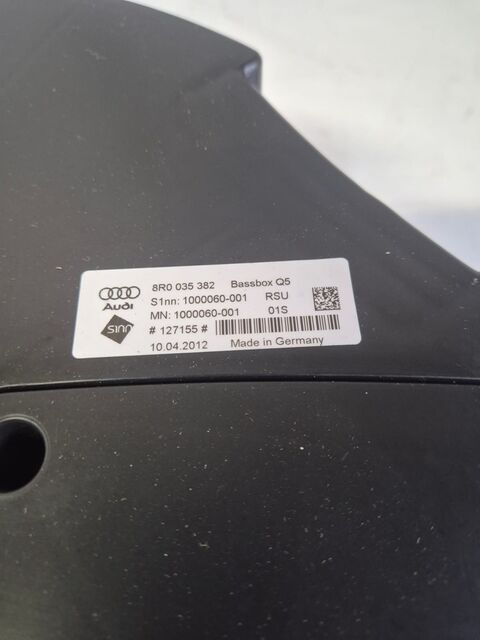 8R0 035 382 Bassbox Q5
S1nn: 1000060-001 RSU
Audi
MN: 1000060-001 01S
s1nn
# 127155 #
10.04.2012 Made in Germany